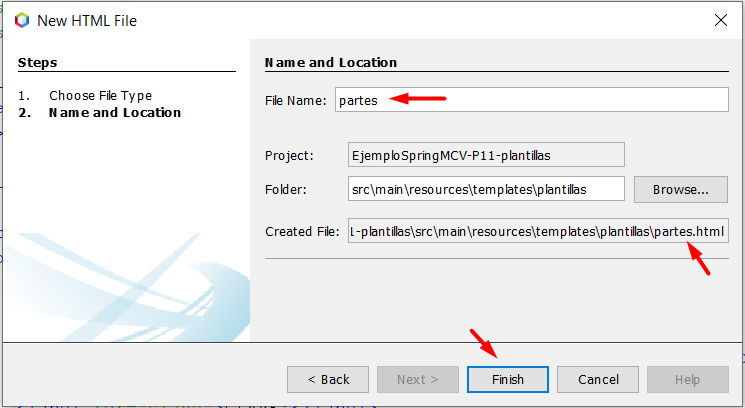 New HTML File
Steps
1. Choose File Type
2. Name and Location
Name and Location
File Name: partes
Project: EjemploSpringMCV-P11-plantillas
Folder: src\main\resources\templates\plantillas Browse...
Created File: 1-plantillas\src\main\resources\templates\plantillas\partes.html
< Back Next > Finish Cancel Help